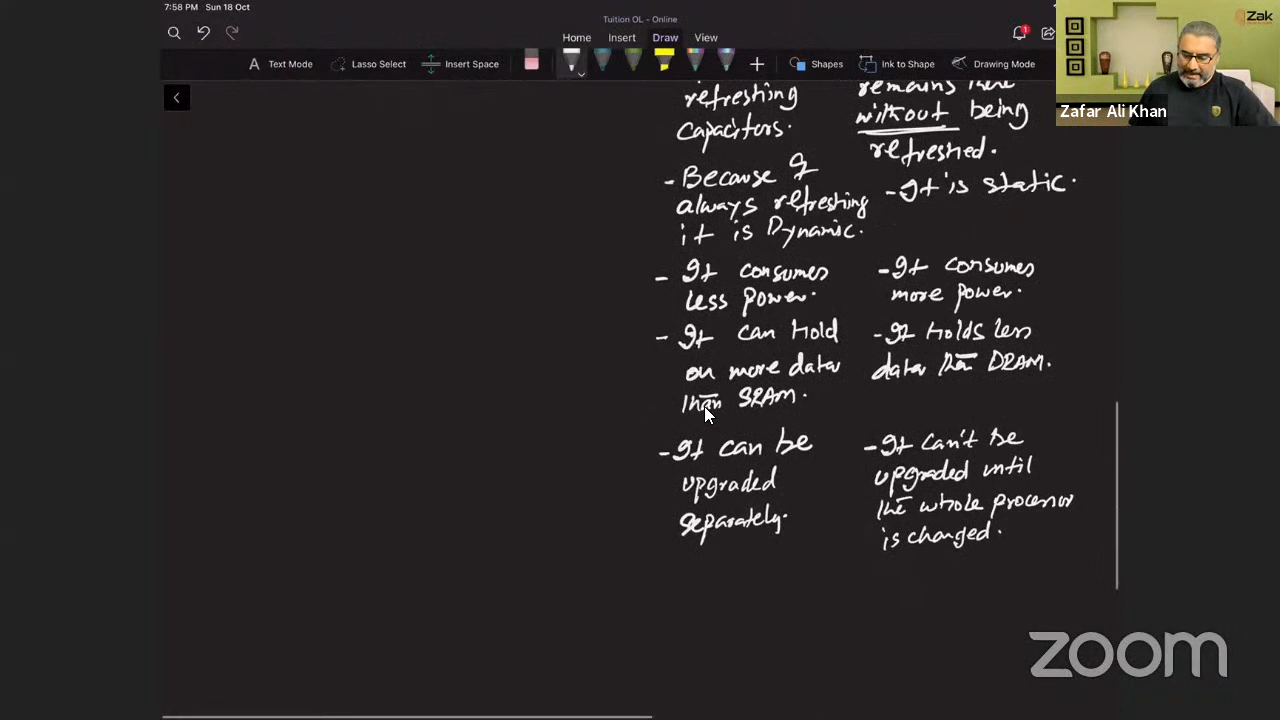 7:58 PM Sun 18 Oct
Tuition OL - Online
Home Insert Draw View
Text Mode Lasso Select Insert Space Shapes Ink to Shape Drawing Mode
1
Zak
Zafar Ali Khan
refreshing
capacitors.
- Because of
always refreshing
it is Dynamic.
- It consumes
less power.
- It can hold
on more data
than SRAM.
- It can be
upgraded
separately.
remains
without being
refreshed.
- It is static.
- It consumes
more power.
- It holds less
data than DRAM.
- It can't be
upgraded until
the whole processor
is changed.
zoom